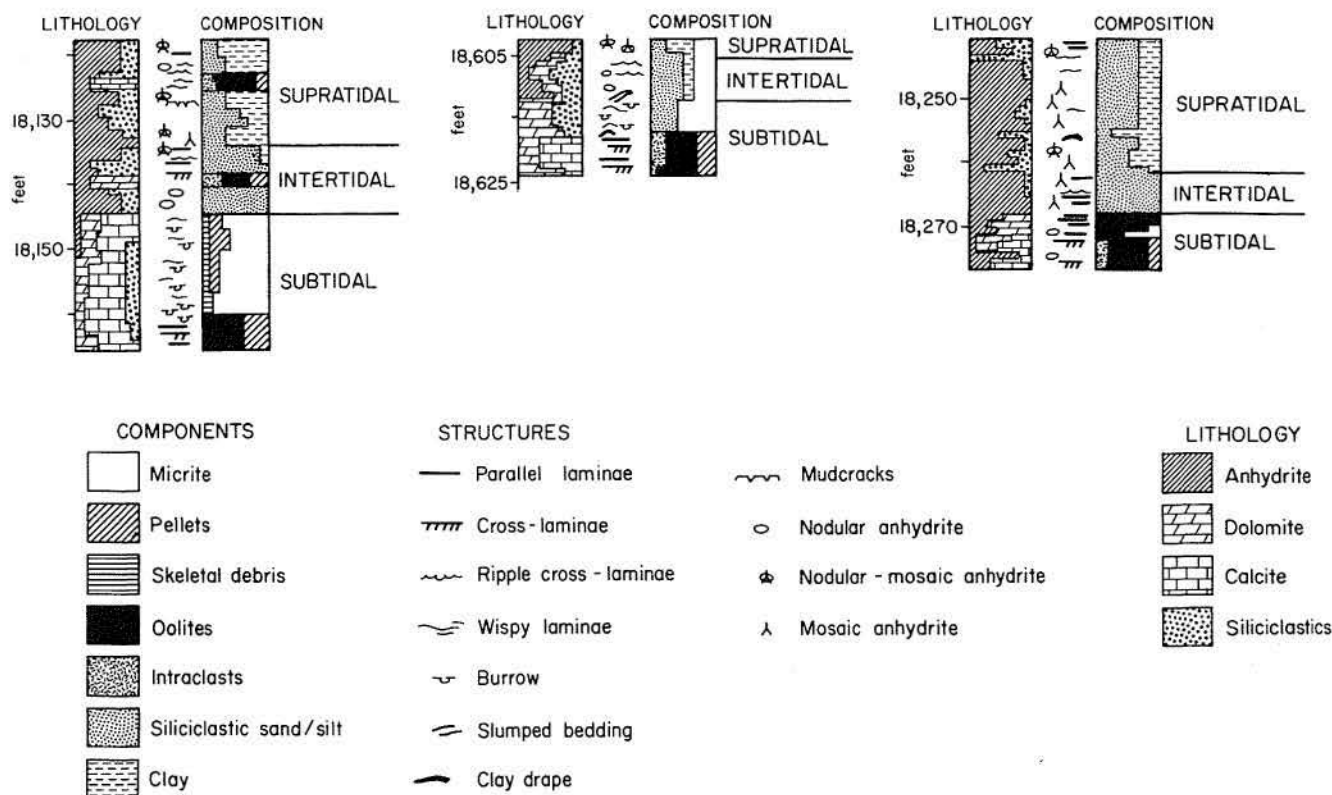 LITHOLOGY COMPOSITION
18,130
feet
18,150
SUPRATIDAL
INTERTIDAL
SUBTIDAL
LITHOLOGY COMPOSITION
18,605
feet
18,625
SUPRATIDAL
INTERTIDAL
SUBTIDAL
LITHOLOGY COMPOSITION
18,250
feet
18,270
SUPRATIDAL
INTERTIDAL
SUBTIDAL
COMPONENTS
Micrite
Pellets
Skeletal debris
Oolites
Intraclasts
Siliciclastic sand/silt
Clay
STRUCTURES
Parallel laminae
Cross-laminae
Ripple cross-laminae
Wispy laminae
Burrow
Slumped bedding
Clay drape
Mudcracks
Nodular anhydrite
Nodular-mosaic anhydrite
Mosaic anhydrite
LITHOLOGY
Anhydrite
Dolomite
Calcite
Siliciclastics